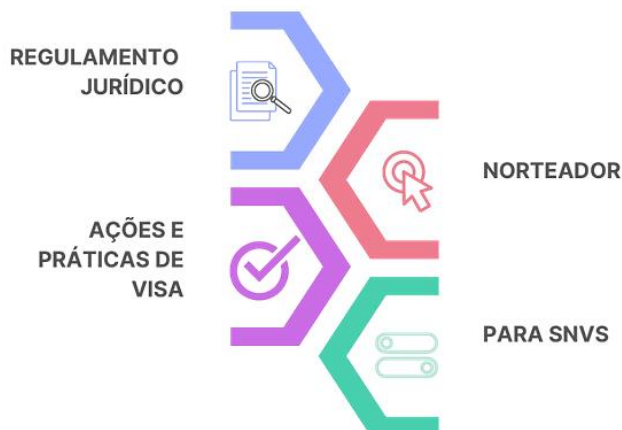 REGULAMENTO
JURÍDICO
NORTEADOR
AÇÕES E
PRÁTICAS DE
VISA
PARA SNVS